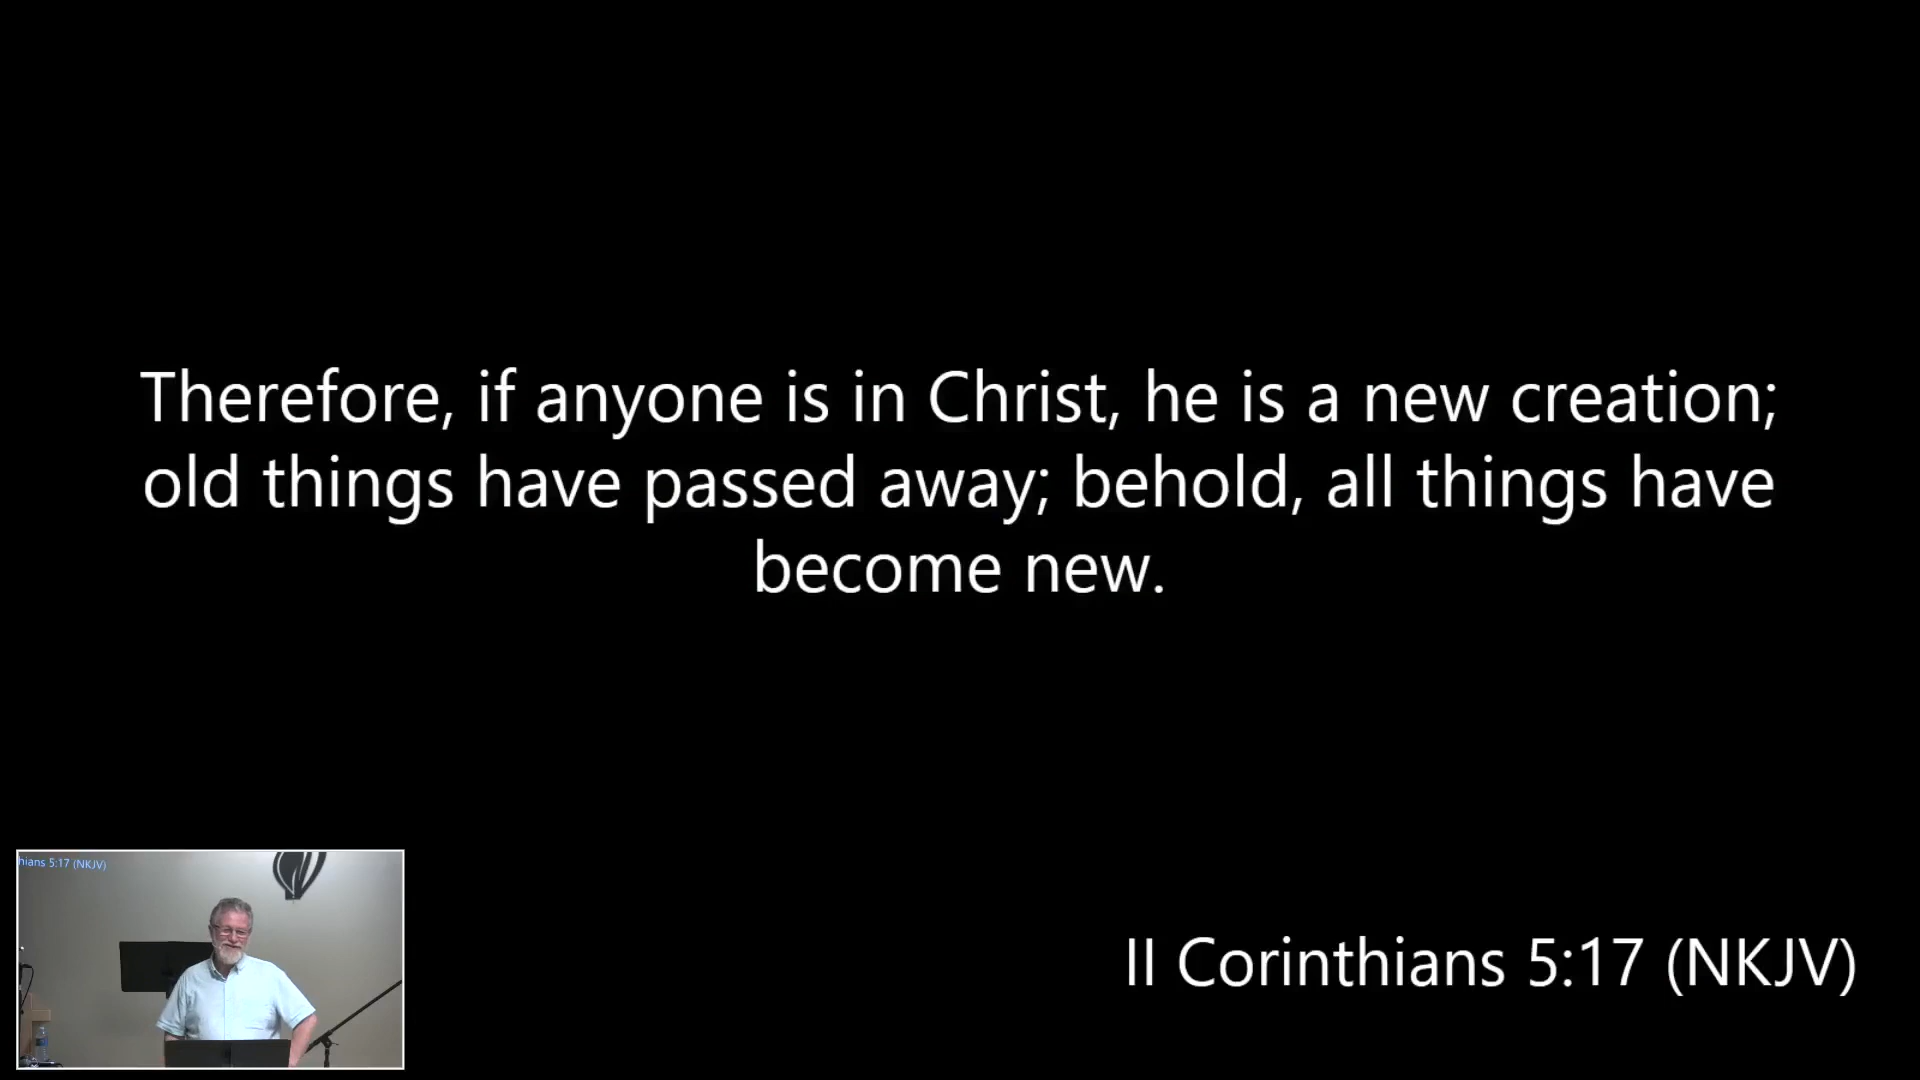 Therefore, if anyone is in Christ, he is a new creation;
old things have passed away; behold, all things have
become new.
hians 5:17 (NKJV)
II Corinthians 5:17 (NKJV)